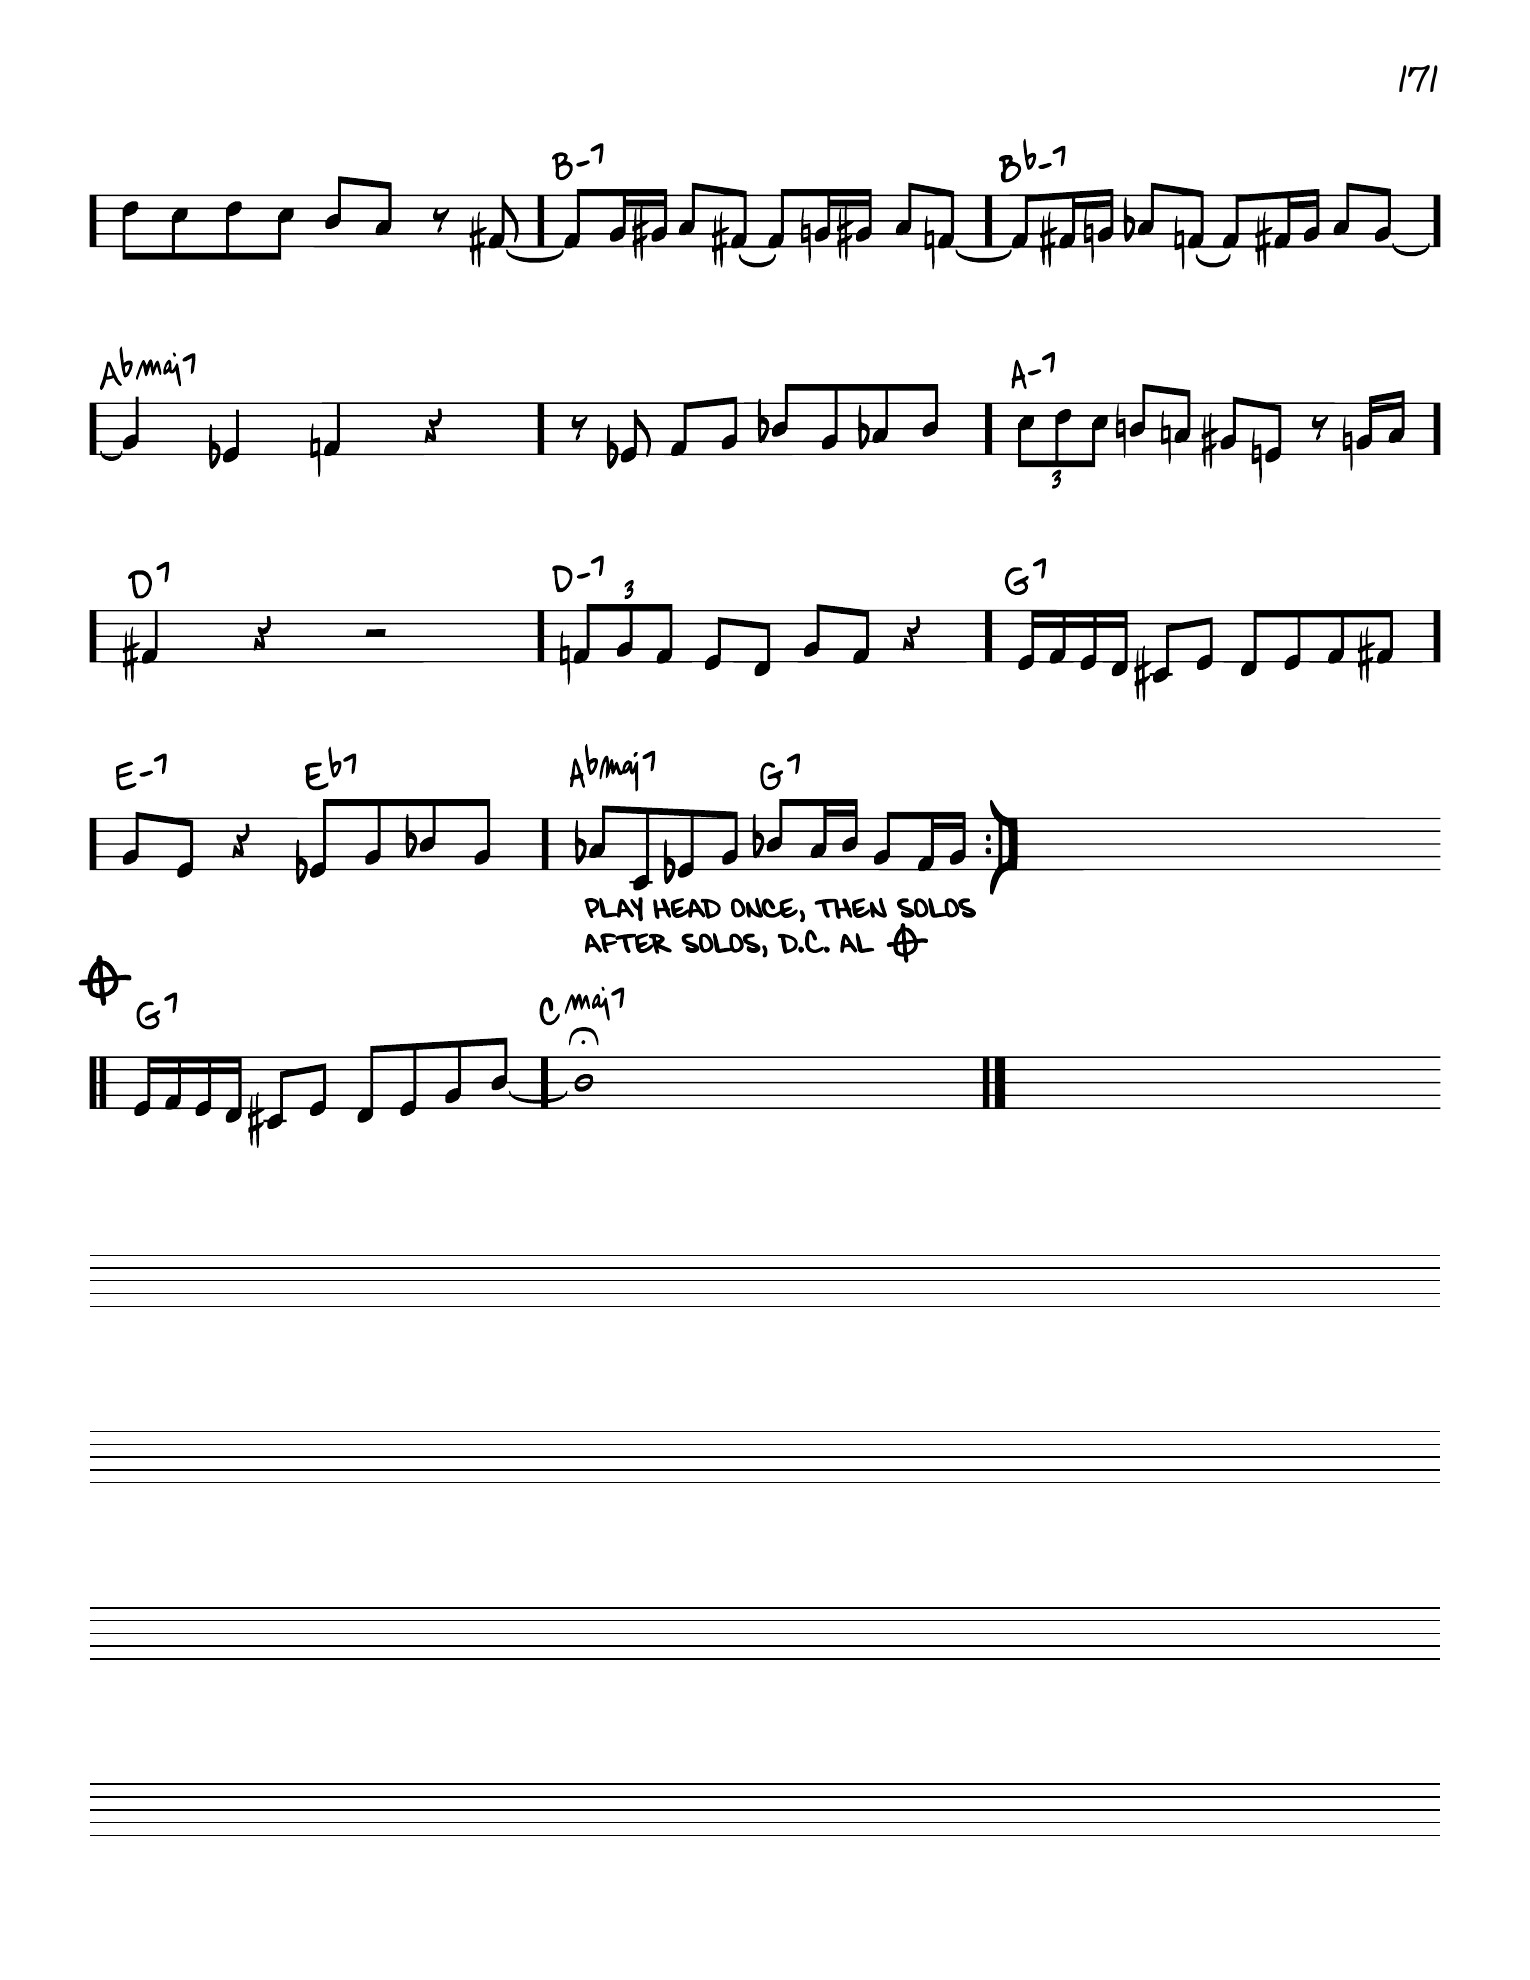 171
B-7 Bb-7
Abmaj7 A-7
3
D7 D-7 G7
3
E-7 Eb7 Abmaj7 G7
PLAY HEAD ONCE, THEN SOLOS
AFTER SOLOS, D.C. AL
G7 Cmaj7